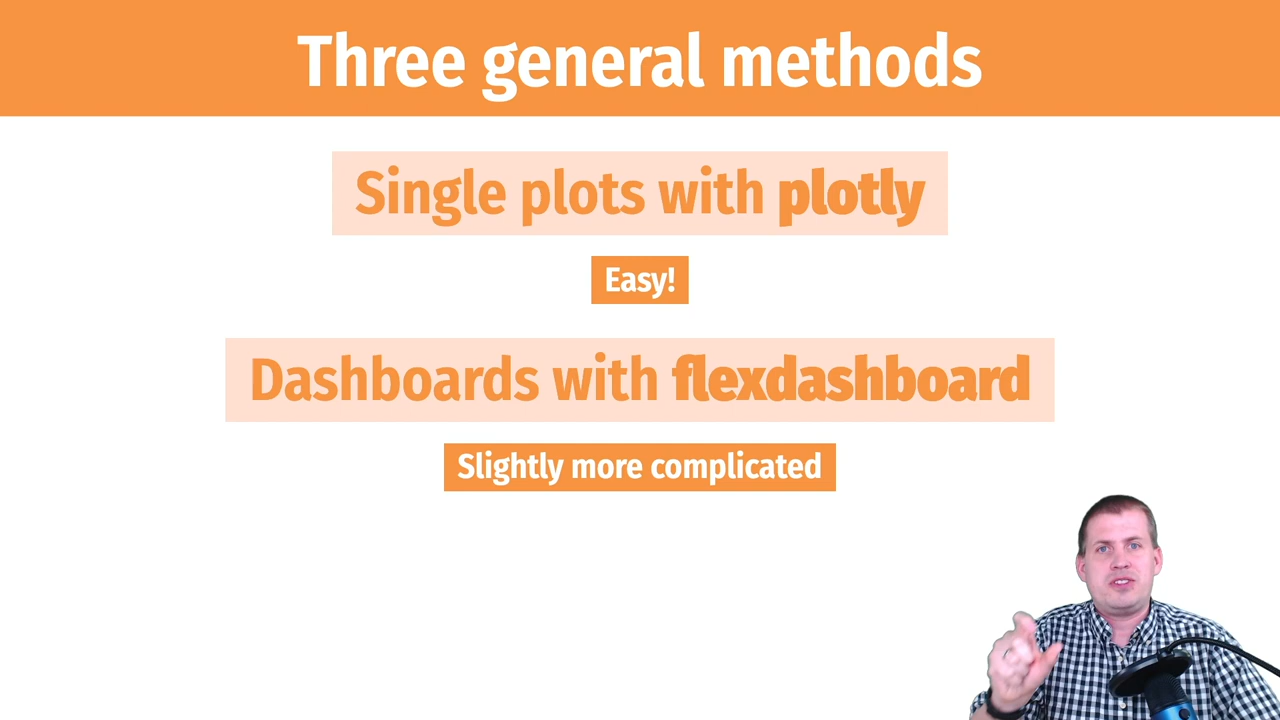 Three general methods
Single plots with plotly
Easy!
Dashboards with flexdashboard
Slightly more complicated